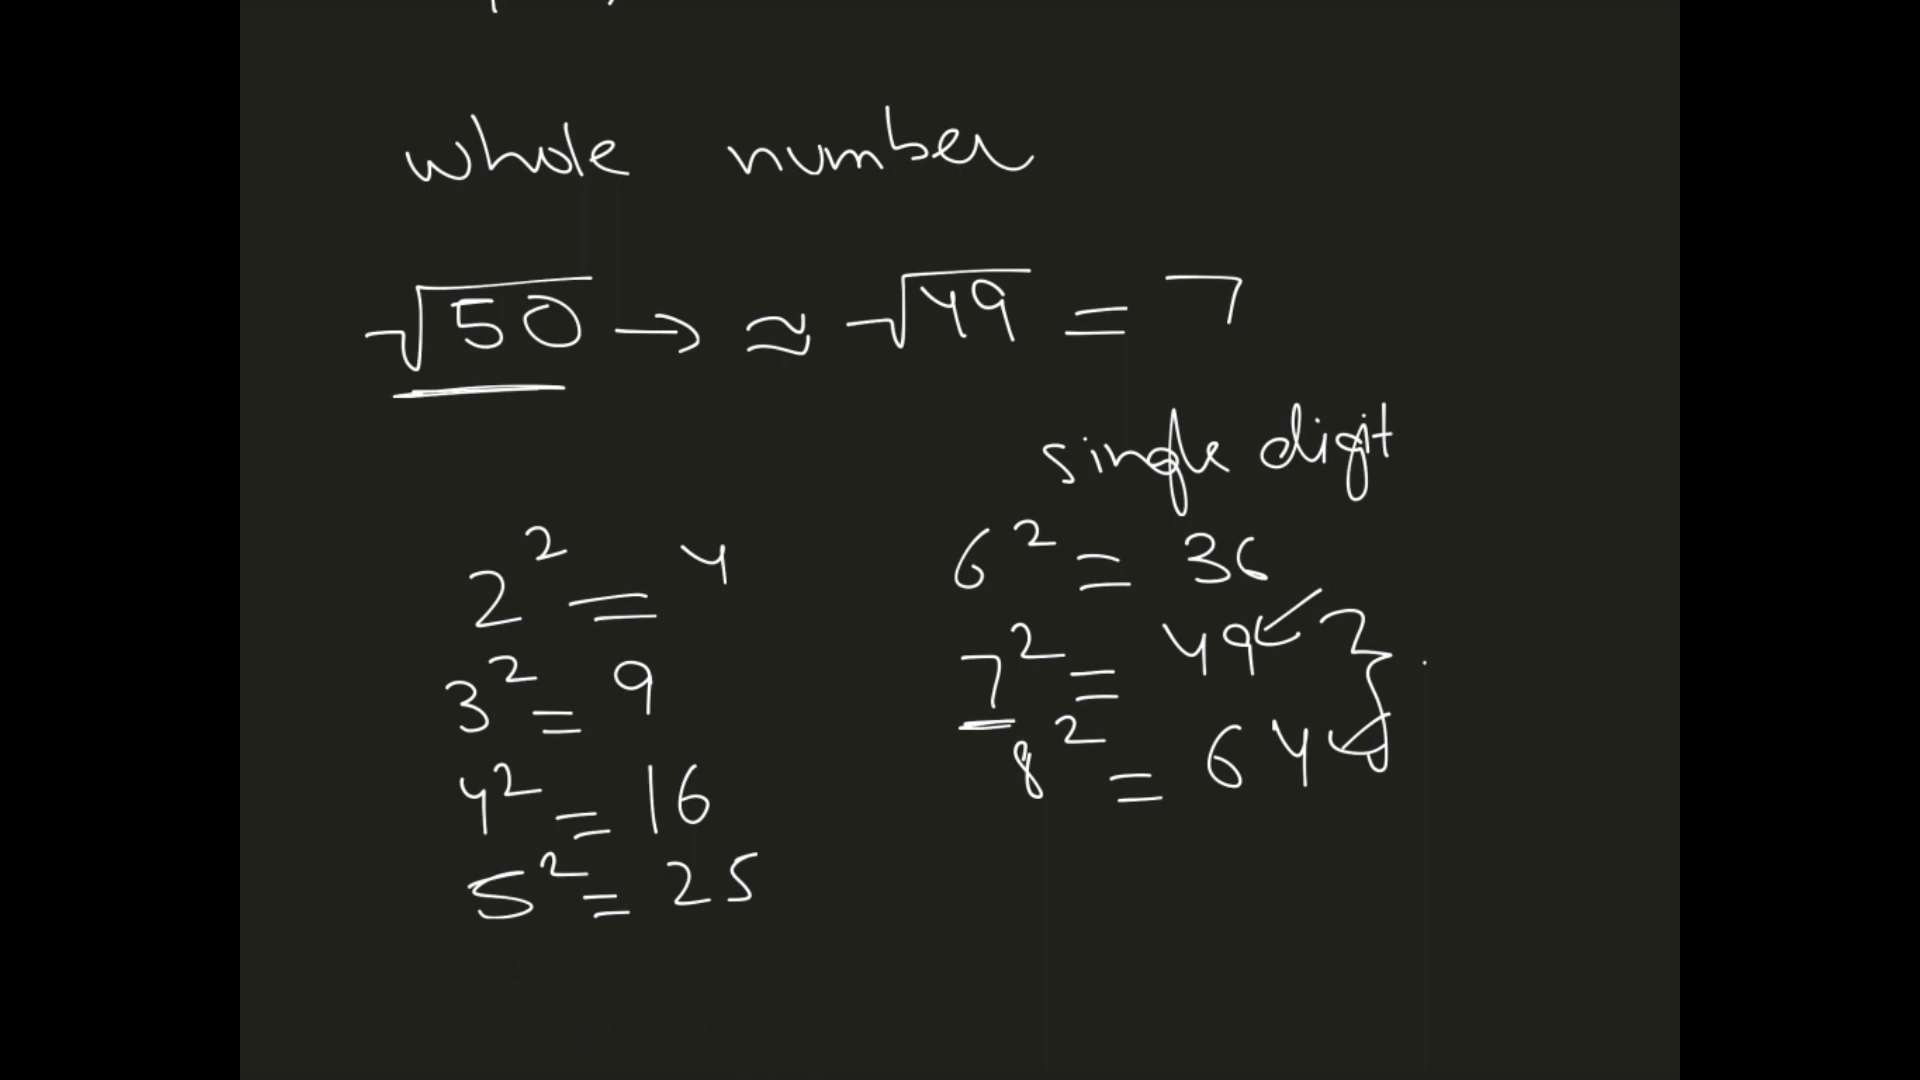 whole number
√50 → ≈ √49 = 7
single digit
2² = 4
3² = 9
4² = 16
5² = 25
6² = 36
7² = 49
8² = 64